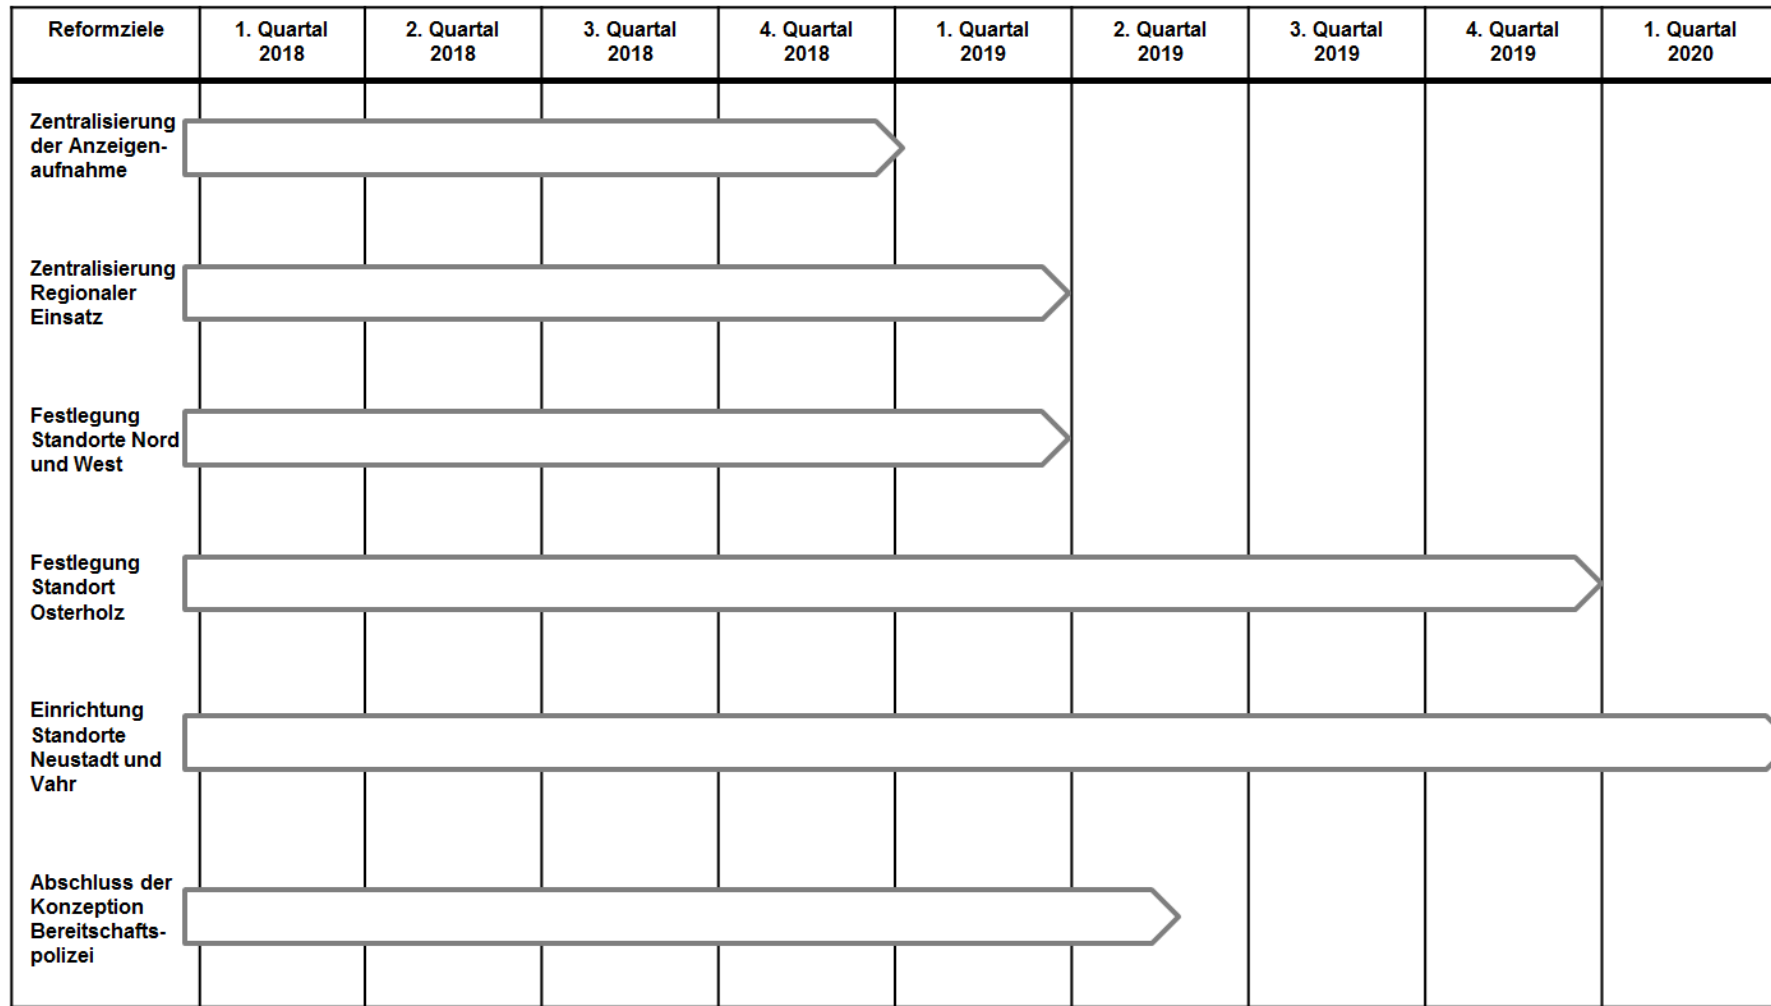 Reformziele
1. Quartal
2018
2. Quartal
2018
3. Quartal
2018
4. Quartal
2018
1. Quartal
2019
2. Quartal
2019
3. Quartal
2019
4. Quartal
2019
1. Quartal
2020
Zentralisierung
der Anzeigen-
aufnahme
Zentralisierung
Regionaler
Einsatz
Festlegung
Standorte Nord
und West
Festlegung
Standort
Osterholz
Einrichtung
Standorte
Neustadt und
Vahr
Abschluss der
Konzeption
Bereitschafts-
polizei